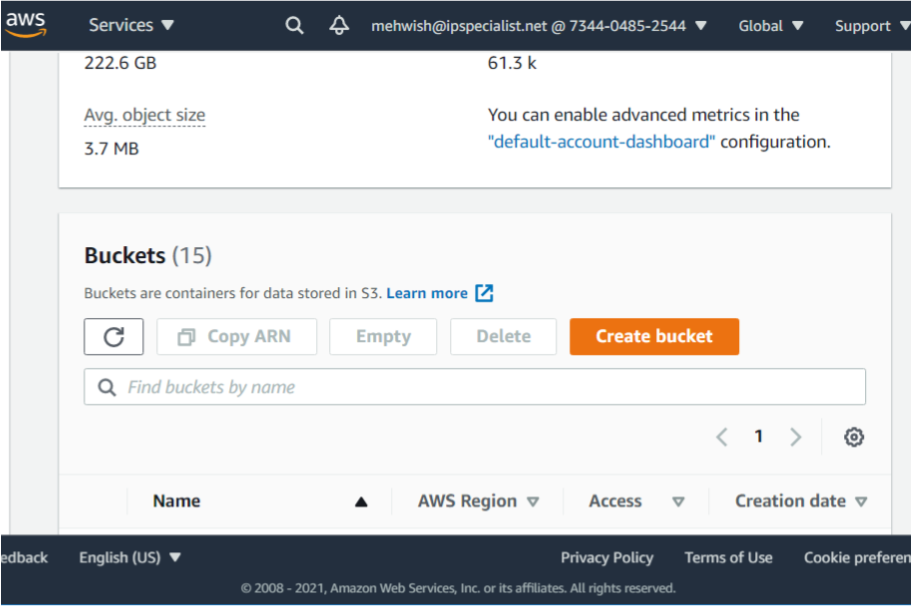 aws Services mehwish@ipspecialist.net @ 7344-0485-2544 Global Support
222.6 GB 61.3 k
Avg. object size You can enable advanced metrics in the
3.7 MB "default-account-dashboard" configuration.
Buckets (15)
Buckets are containers for data stored in S3. Learn more
Copy ARN Empty Delete Create bucket
Find buckets by name
1
Name AWS Region Access Creation date
edback English (US) Privacy Policy Terms of Use Cookie preferen
© 2008 - 2021, Amazon Web Services, Inc. or its affiliates. All rights reserved.